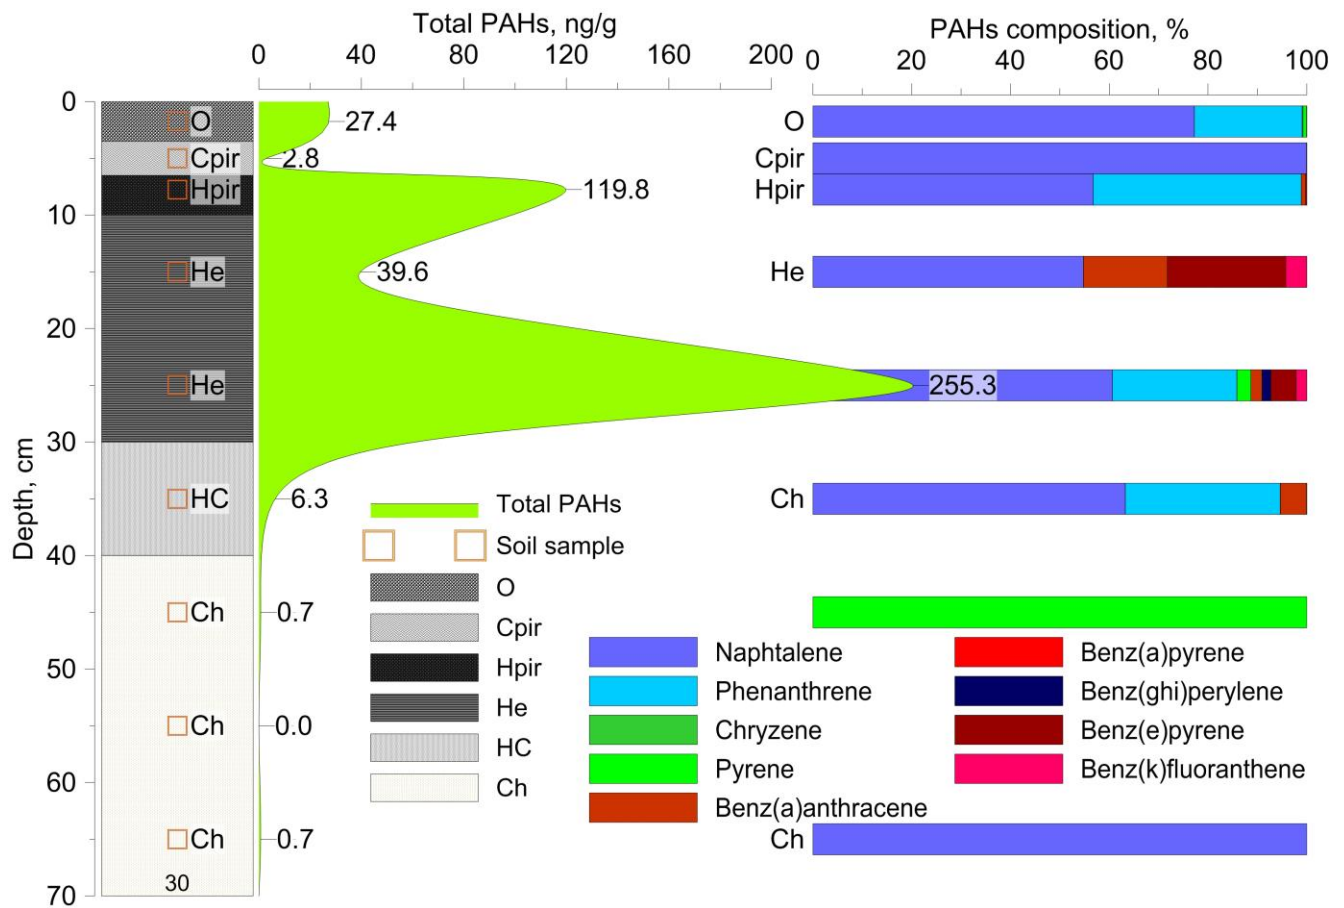 Total PAHs, ng/g
PAHs composition, %
0 40 80 120 160 200
0 20 40 60 80 100
0
10
20
30
40
50
60
70
Depth, cm
O
Cpir
Hpir
He
He
HC
Ch
Ch
Ch
30
27.4
2.8
119.8
39.6
255.3
6.3
0.7
0.0
0.7
O
Cpir
Hpir
He
Ch
Ch
Total PAHs
Soil sample
O
Cpir
Hpir
He
HC
Ch
Naphtalene
Phenanthrene
Chryzene
Pyrene
Benz(a)anthracene
Benz(a)pyrene
Benz(ghi)perylene
Benz(e)pyrene
Benz(k)fluoranthene